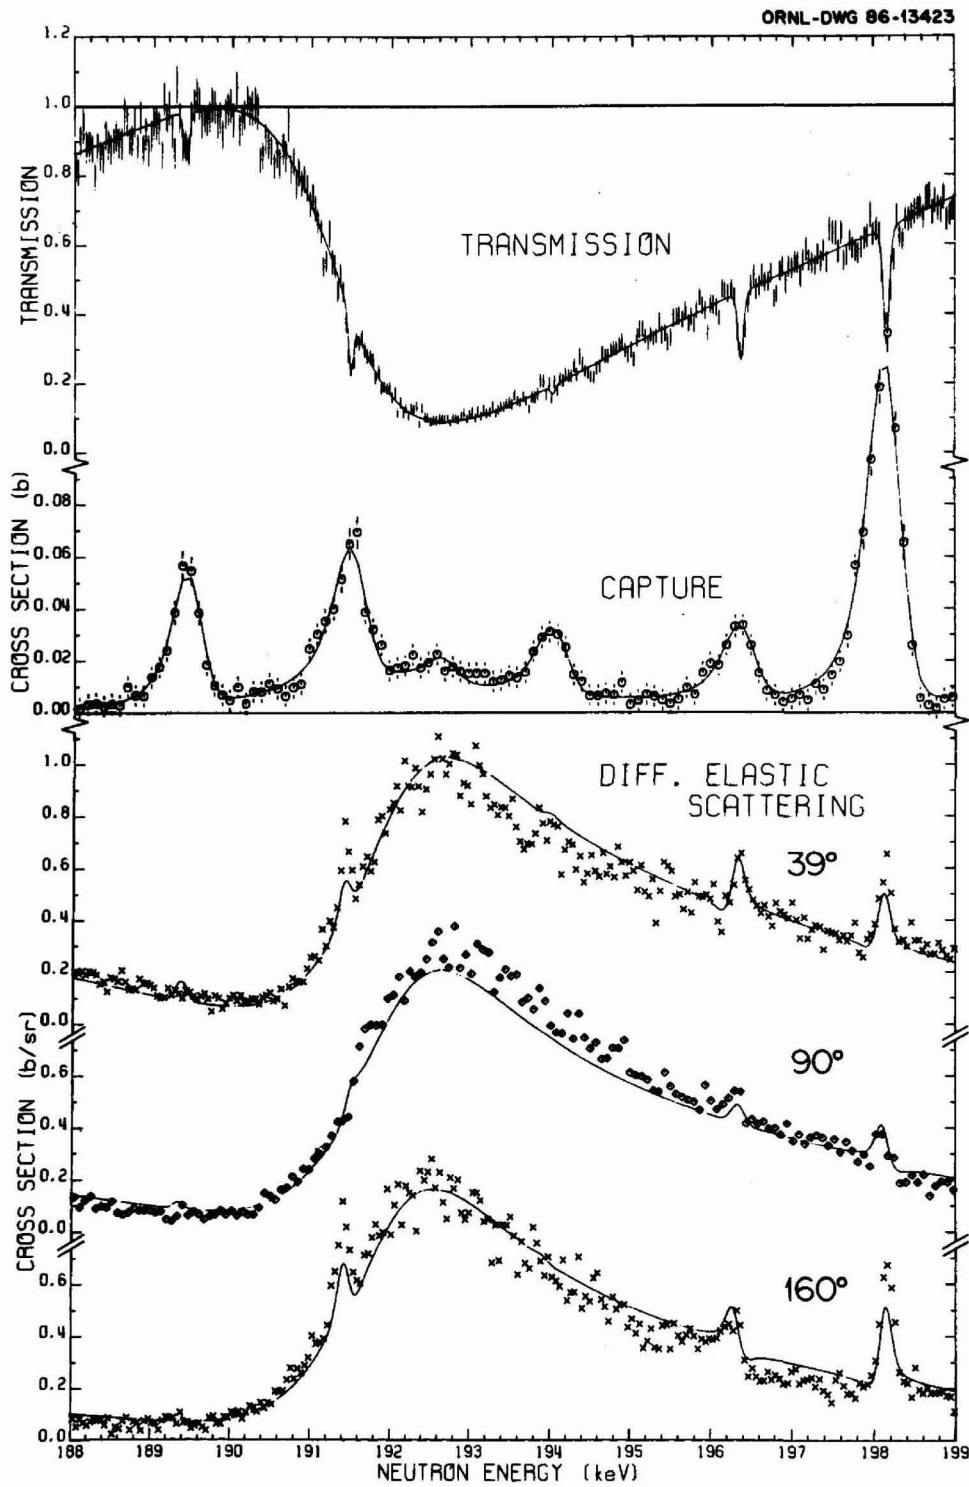 ORNL-DWG 86-13423
1.2
1.0
0.8
0.6
0.4
0.2
0.0
TRANSMISSION
TRANSMISSION
0.08
0.06
0.04
0.02
0.00
CROSS SECTION (b)
CAPTURE
1.0
0.8
0.6
0.4
0.2
0.0
DIFF. ELASTIC
SCATTERING
39°
0.6
0.4
0.2
0.0
CROSS SECTION (b/sr)
90°
0.6
0.4
0.2
0.0
160°
188 189 190 191 192 193 194 195 196 197 198 199
NEUTRON ENERGY (keV)